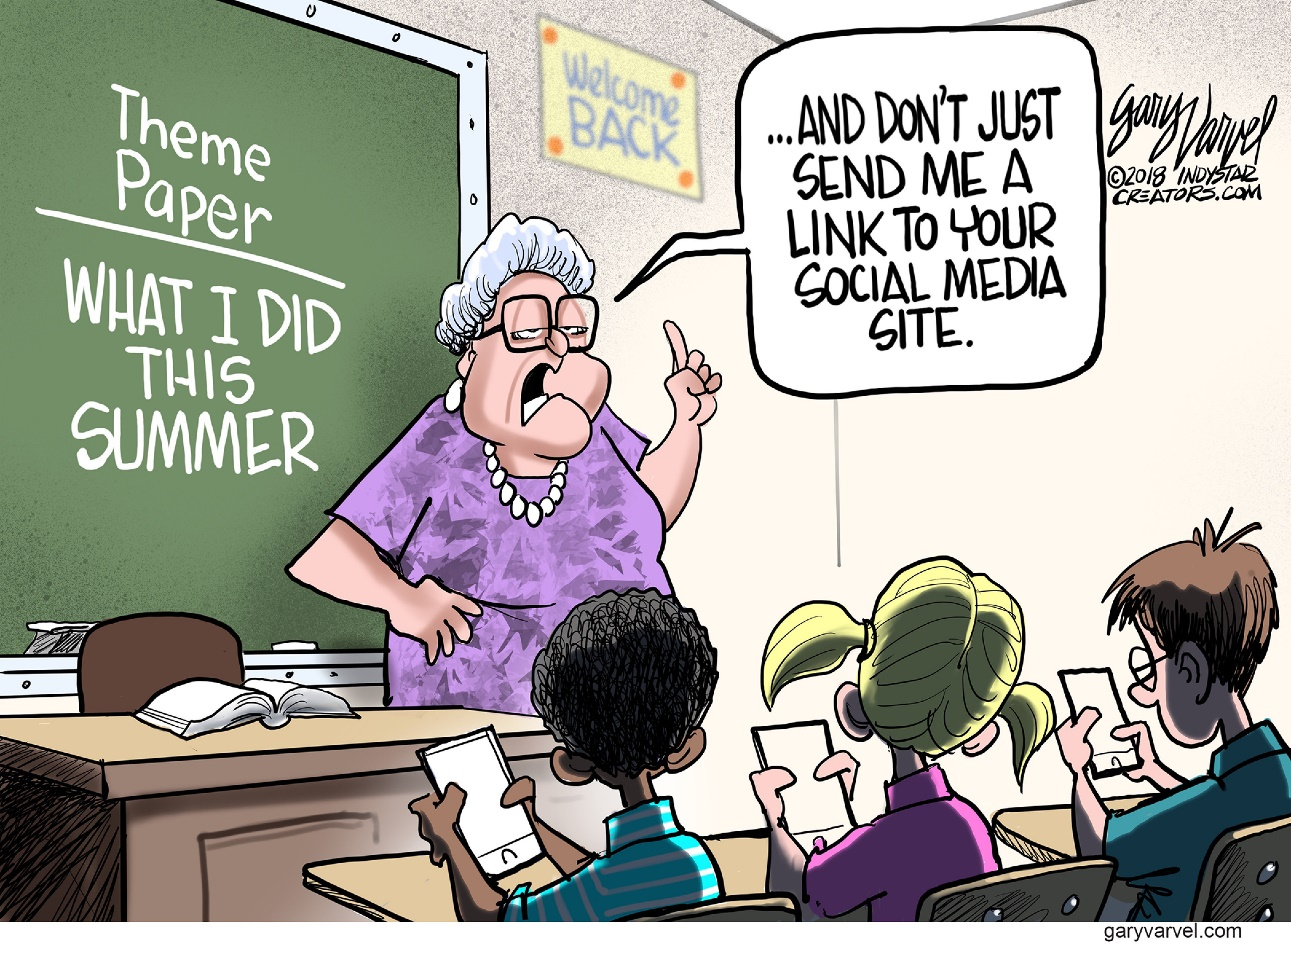 Theme
Paper
WHAT I DID
THIS
SUMMER
Welcome
BACK
...AND DON'T JUST
SEND ME A
LINK TO YOUR
SOCIAL MEDIA
SITE.
Gary Varvel
©2018 INDYSTAR
CREATORS.COM
garyvarvel.com